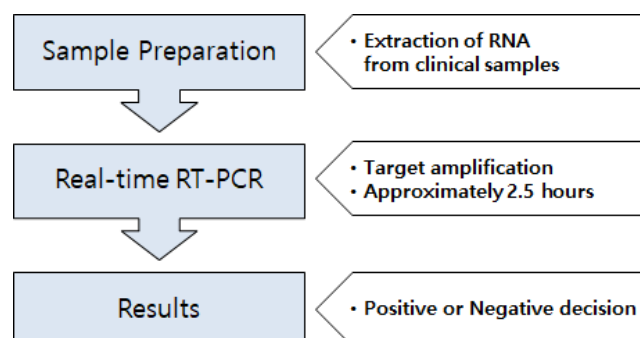 Sample Preparation
• Extraction of RNA
from clinical samples
Real-time RT-PCR
• Target amplification
• Approximately 2.5 hours
Results
• Positive or Negative decision